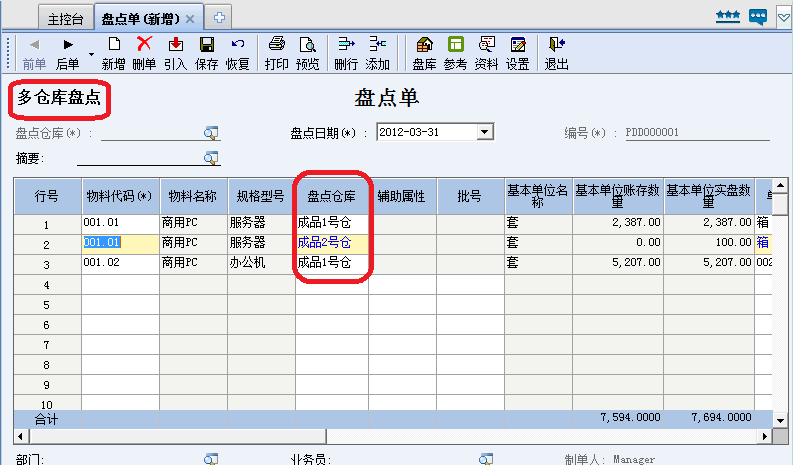 主控台 盘点单(新增)
前单 后单 新增 删单 引入 保存 恢复 打印 预览 删行 添加 盘库 参考 资料 设置 退出
多仓库盘点 盘点单
盘点仓库(*) : 盘点日期(*) : 2012-03-31 编号(*) : PDD000001
摘要:
行号 物料代码(*) 物料名称 规格型号 盘点仓库 辅助属性 批号 基本单位名称 基本单位账存数量 基本单位实盘数量
1 001.01 商用PC 服务器 成品1号仓 套 2,387.00 2,387.00 箱
2 001.01 商用PC 服务器 成品2号仓 套 0.00 100.00 箱
3 001.02 商用PC 办公机 成品1号仓 套 5,207.00 5,207.00 002
4
5
6
7
8
9
10
合计 7,594.0000 7,694.0000
部门: 业务员: 制单人: Manager